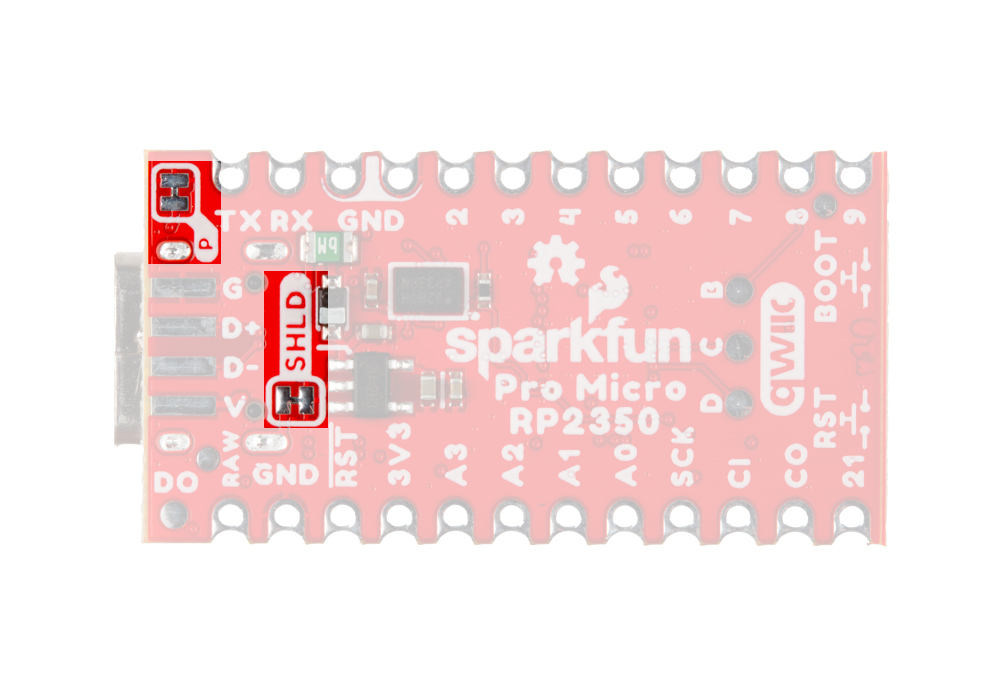 TX RX GND 2 3 4 5 6 7 8 9
P
G
D+
D-
V
SHLD
BOOT
B
C
D
qwiic
sparkfun
Pro Micro
RP2350
RST
DO RAW GND RST 3V3 A3 A2 A1 A0 SCK CI CO 21